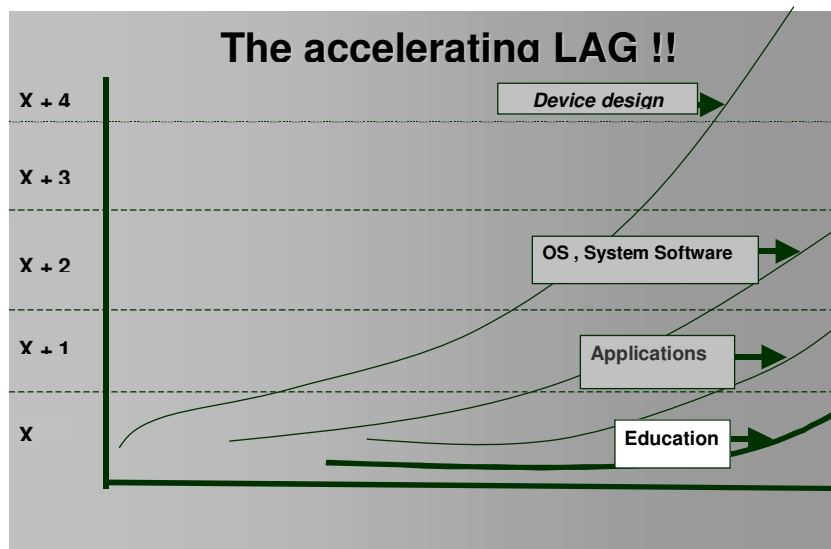 The accelerating LAG !!
X + 4
Device design
X + 3
OS , System Software
X + 2
X + 1
Applications
X
Education